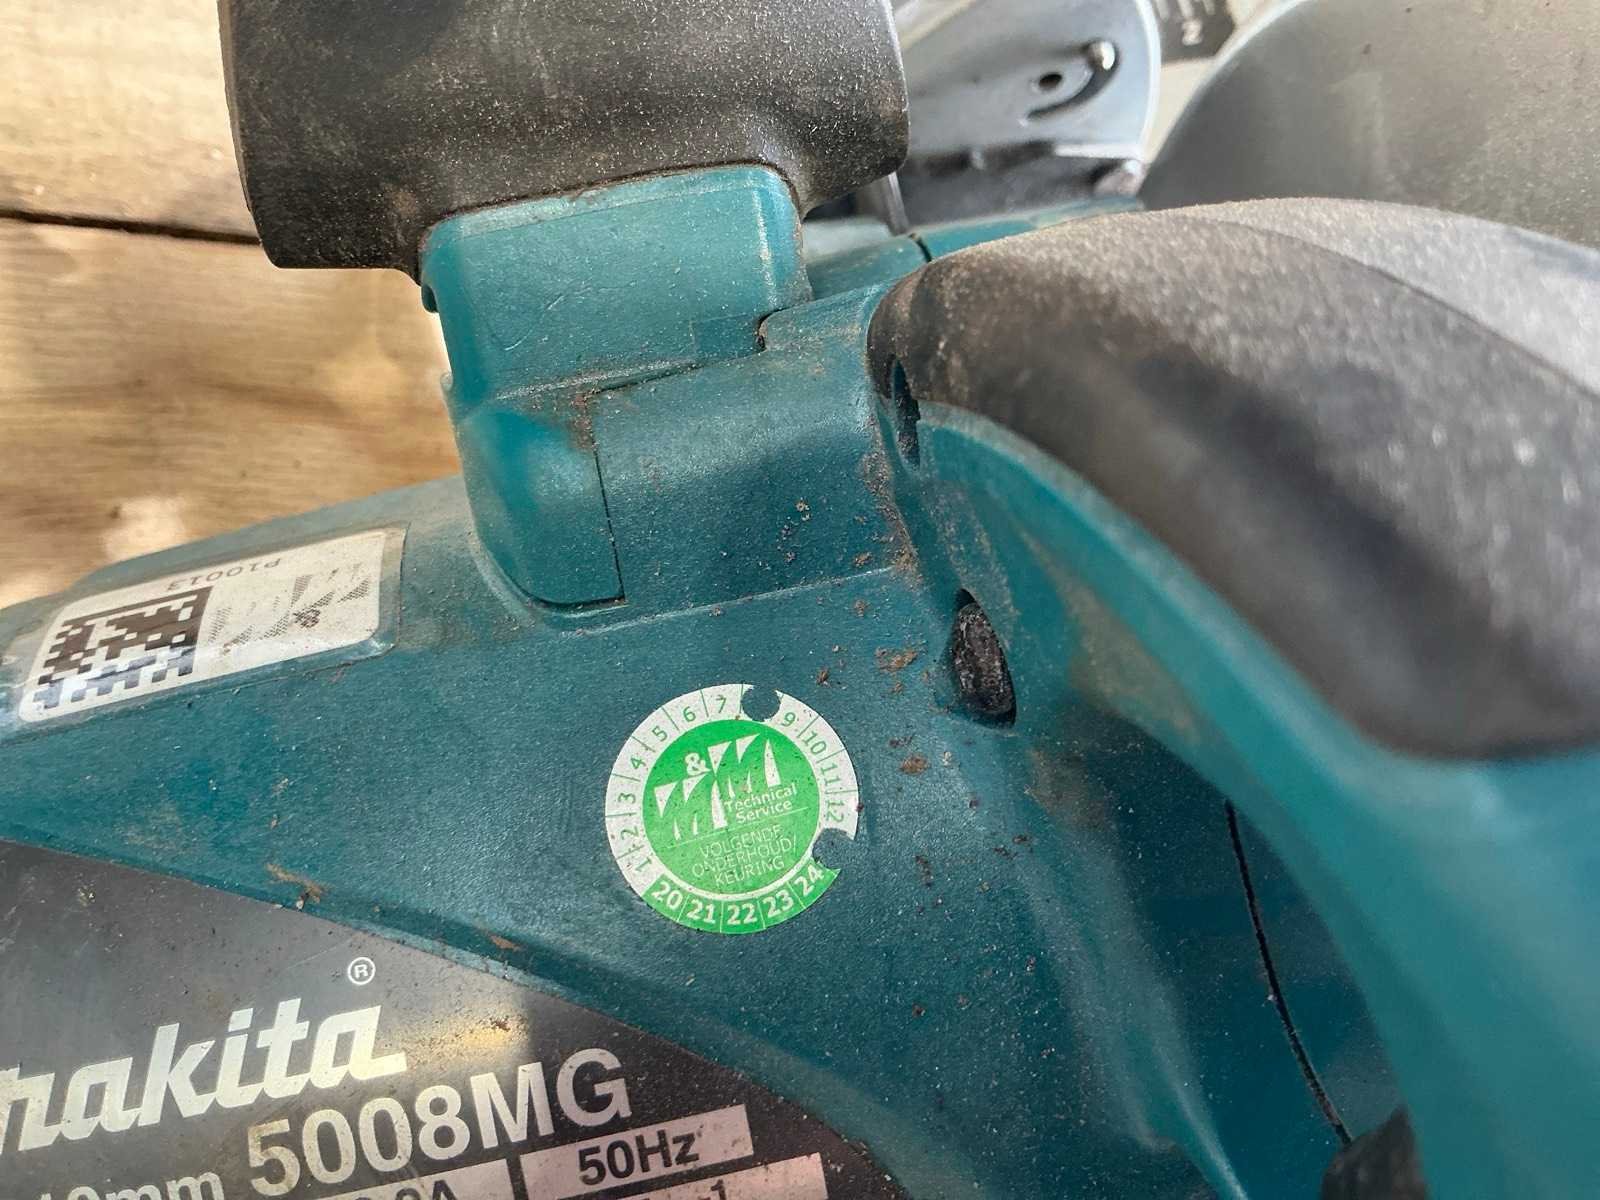 P10013
&
1 2 3 4 5 6 7 9 10 11 12
M&M
Technical
Service
VOLGENDE
ONDERHOUD/
KEURING
20 21 22 23 24
makita®
5008MG
50Hz